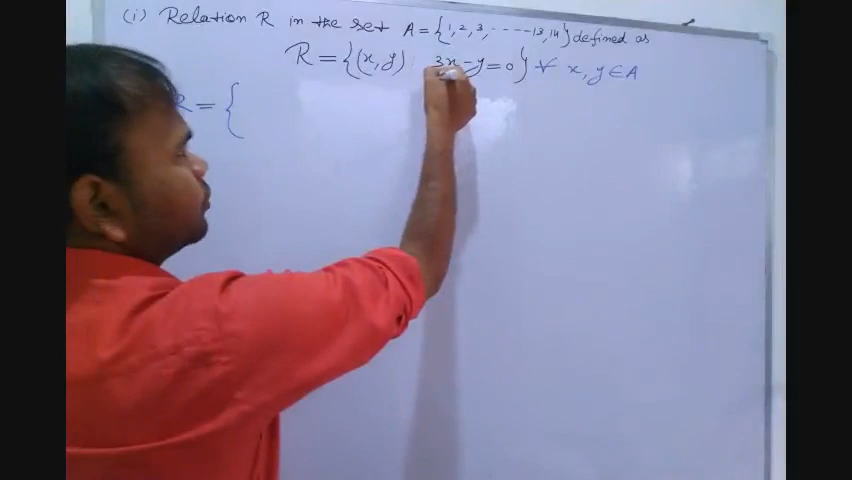 (i) Relation R in the set A = {1, 2, 3, ----- 13, 14} defined as
R = {(x, y) : 3x - y = 0} ∀ x, y ∈ A
R = {